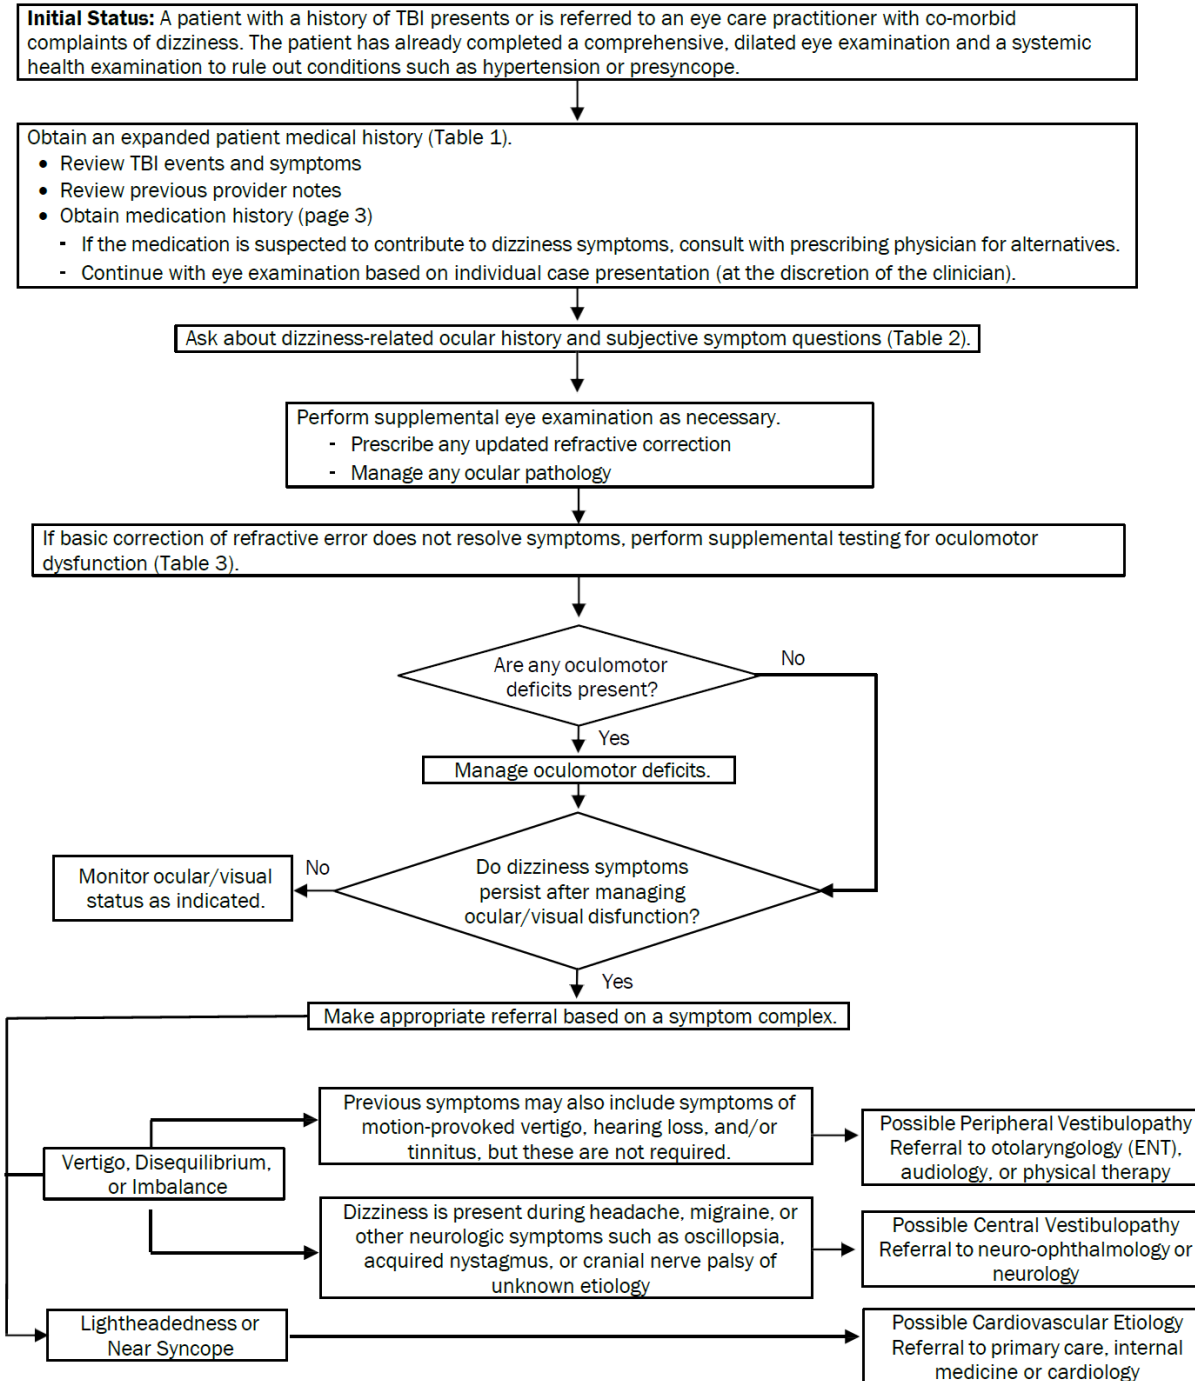 Initial Status: A patient with a history of TBI presents or is referred to an eye care practitioner with co-morbid
complaints of dizziness. The patient has already completed a comprehensive, dilated eye examination and a systemic
health examination to rule out conditions such as hypertension or presyncope.
Obtain an expanded patient medical history (Table 1).
• Review TBI events and symptoms
• Review previous provider notes
• Obtain medication history (page 3)
- If the medication is suspected to contribute to dizziness symptoms, consult with prescribing physician for alternatives.
- Continue with eye examination based on individual case presentation (at the discretion of the clinician).
Ask about dizziness-related ocular history and subjective symptom questions (Table 2).
Perform supplemental eye examination as necessary.
- Prescribe any updated refractive correction
- Manage any ocular pathology
If basic correction of refractive error does not resolve symptoms, perform supplemental testing for oculomotor
dysfunction (Table 3).
Are any oculomotor
deficits present?
No
Yes
Manage oculomotor deficits.
Do dizziness symptoms
persist after managing
ocular/visual disfunction?
No
Monitor ocular/visual
status as indicated.
Yes
Make appropriate referral based on a symptom complex.
Vertigo, Disequilibrium,
or Imbalance
Previous symptoms may also include symptoms of
motion-provoked vertigo, hearing loss, and/or
tinnitus, but these are not required.
Possible Peripheral Vestibulopathy
Referral to otolaryngology (ENT),
audiology, or physical therapy
Dizziness is present during headache, migraine, or
other neurologic symptoms such as oscillopsia,
acquired nystagmus, or cranial nerve palsy of
unknown etiology
Possible Central Vestibulopathy
Referral to neuro-ophthalmology or
neurology
Lightheadedness or
Near Syncope
Possible Cardiovascular Etiology
Referral to primary care, internal
medicine or cardiology